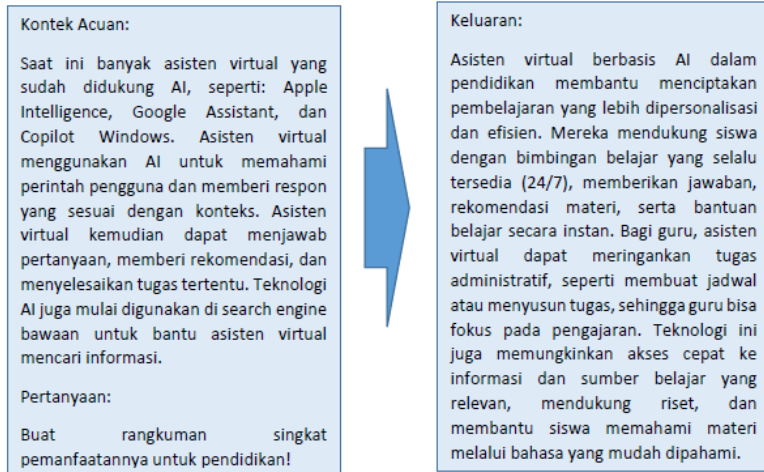 Kontek Acuan:
Saat ini banyak asisten virtual yang
sudah didukung AI, seperti: Apple
Intelligence, Google Assistant, dan
Copilot Windows. Asisten virtual
menggunakan AI untuk memahami
perintah pengguna dan memberi respon
yang sesuai dengan konteks. Asisten
virtual kemudian dapat menjawab
pertanyaan, memberi rekomendasi, dan
menyelesaikan tugas tertentu. Teknologi
AI juga mulai digunakan di search engine
bawaan untuk bantu asisten virtual
mencari informasi.
Pertanyaan:
Buat rangkuman singkat
pemanfaatannya untuk pendidikan!
Keluaran:
Asisten virtual berbasis AI dalam
pendidikan membantu menciptakan
pembelajaran yang lebih dipersonalisasi
dan efisien. Mereka mendukung siswa
dengan bimbingan belajar yang selalu
tersedia (24/7), memberikan jawaban,
rekomendasi materi, serta bantuan
belajar secara instan. Bagi guru, asisten
virtual dapat meringankan tugas
administratif, seperti membuat jadwal
atau menyusun tugas, sehingga guru bisa
fokus pada pengajaran. Teknologi ini
juga memungkinkan akses cepat ke
informasi dan sumber belajar yang
relevan, mendukung riset, dan
membantu siswa memahami materi
melalui bahasa yang mudah dipahami.